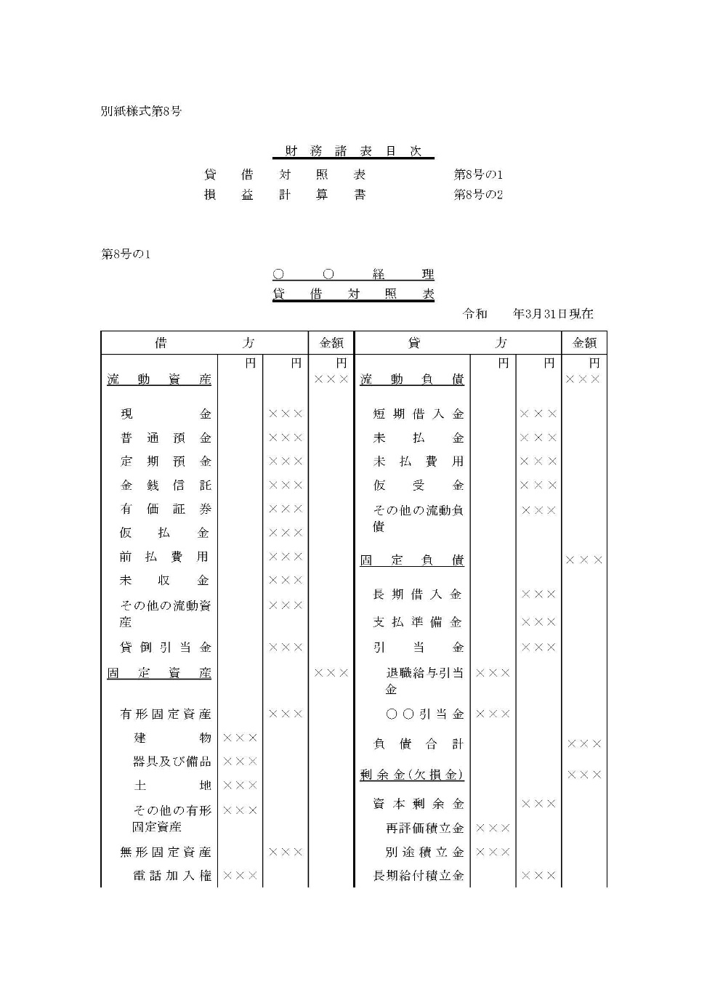 別紙様式第8号
財務諸表目次
貸借対照表 第8号の1
損益計算書 第8号の2
第8号の1
○○経理
貸借対照表
令和　　年3月31日現在
借方 金額 貸方 金額
円 円 円 円 円 円
流動資産 ××× 流動負債 ×××
現金 ××× 短期借入金 ×××
普通預金 ××× 未払金 ×××
定期預金 ××× 未払費用 ×××
金銭信託 ××× 仮受金 ×××
有価証券 ××× その他の流動負
債 ×××
仮払金 ×××
前払費用 ××× 固定負債 ×××
未収金 ××× 長期借入金 ×××
その他の流動資
産 ××× 支払準備金 ×××
貸倒引当金 ××× 引当金 ×××
固定資産 ××× 退職給与引当
金 ×××
有形固定資産 ××× ○○引当金 ×××
建物 ××× 負債合計 ×××
器具及び備品 ××× 剰余金(欠損金) ×××
土地 ××× 資本剰余金 ×××
その他の有形
固定資産 ××× 再評価積立金 ×××
無形固定資産 ××× 別途積立金 ×××
電話加入権 ××× 長期給付積立金 ×××